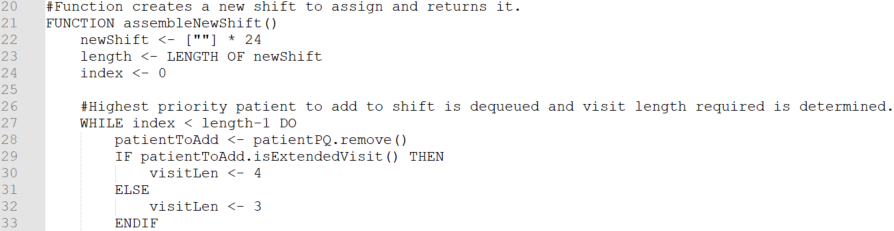 20 #Function creates a new shift to assign and returns it.
21 FUNCTION assembleNewShift()
22 newShift <- [""] * 24
23 length <- LENGTH OF newShift
24 index <- 0
25
26 #Highest priority patient to add to shift is dequeued and visit length required is determined.
27 WHILE index < length-1 DO
28 patientToAdd <- patientPQ.remove()
29 IF patientToAdd.isExtendedVisit() THEN
30 visitLen <- 4
31 ELSE
32 visitLen <- 3
33 ENDIF